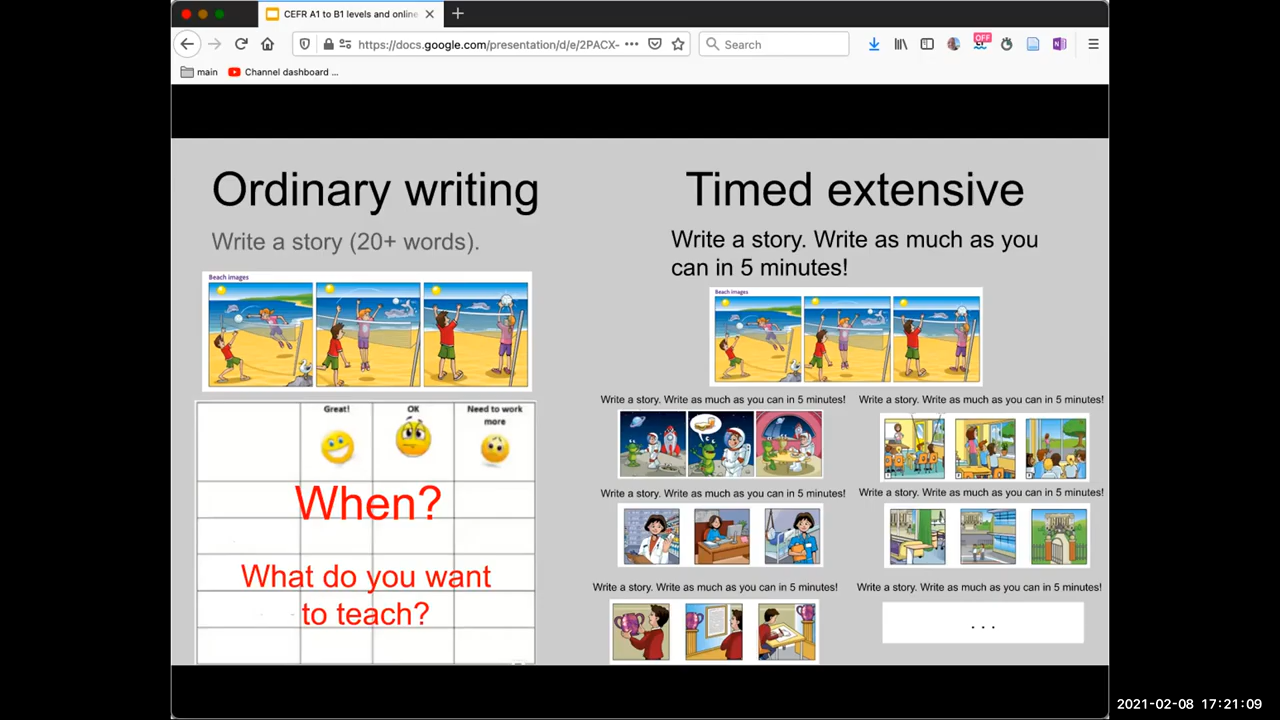 CEFR A1 to B1 levels and online
https://docs.google.com/presentation/d/e/2PACX-
Search
OFF
main
Channel dashboard ...
Ordinary writing
Write a story (20+ words).
Beach images
Great!
OK
Need to work
more
When?
What do you want
to teach?
Timed extensive
Write a story. Write as much as you
can in 5 minutes!
Beach images
Write a story. Write as much as you can in 5 minutes!
Write a story. Write as much as you can in 5 minutes!
Write a story. Write as much as you can in 5 minutes!
Write a story. Write as much as you can in 5 minutes!
Write a story. Write as much as you can in 5 minutes!
Write a story. Write as much as you can in 5 minutes!
. . .
2021-02-08 17:21:09